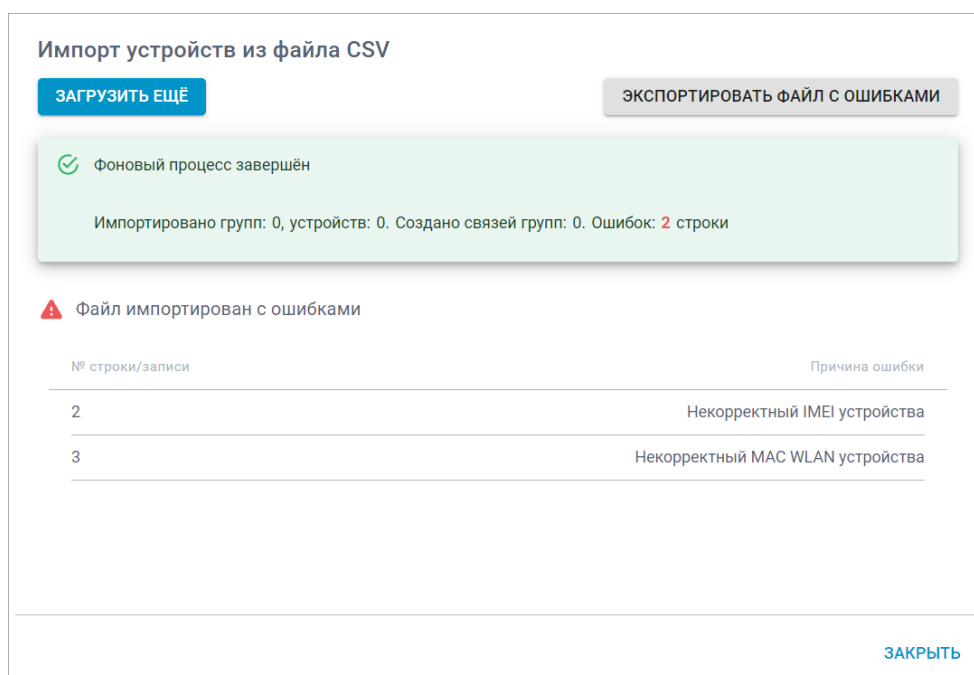 Импорт устройств из файла CSV
ЗАГРУЗИТЬ ЕЩЁ
ЭКСПОРТИРОВАТЬ ФАЙЛ С ОШИБКАМИ
Фоновый процесс завершён
Импортировано групп: 0, устройств: 0. Создано связей групп: 0. Ошибок: 2 строки
Файл импортирован с ошибками
№ строки/записи
Причина ошибки
2
Некорректный IMEI устройства
3
Некорректный MAC WLAN устройства
ЗАКРЫТЬ